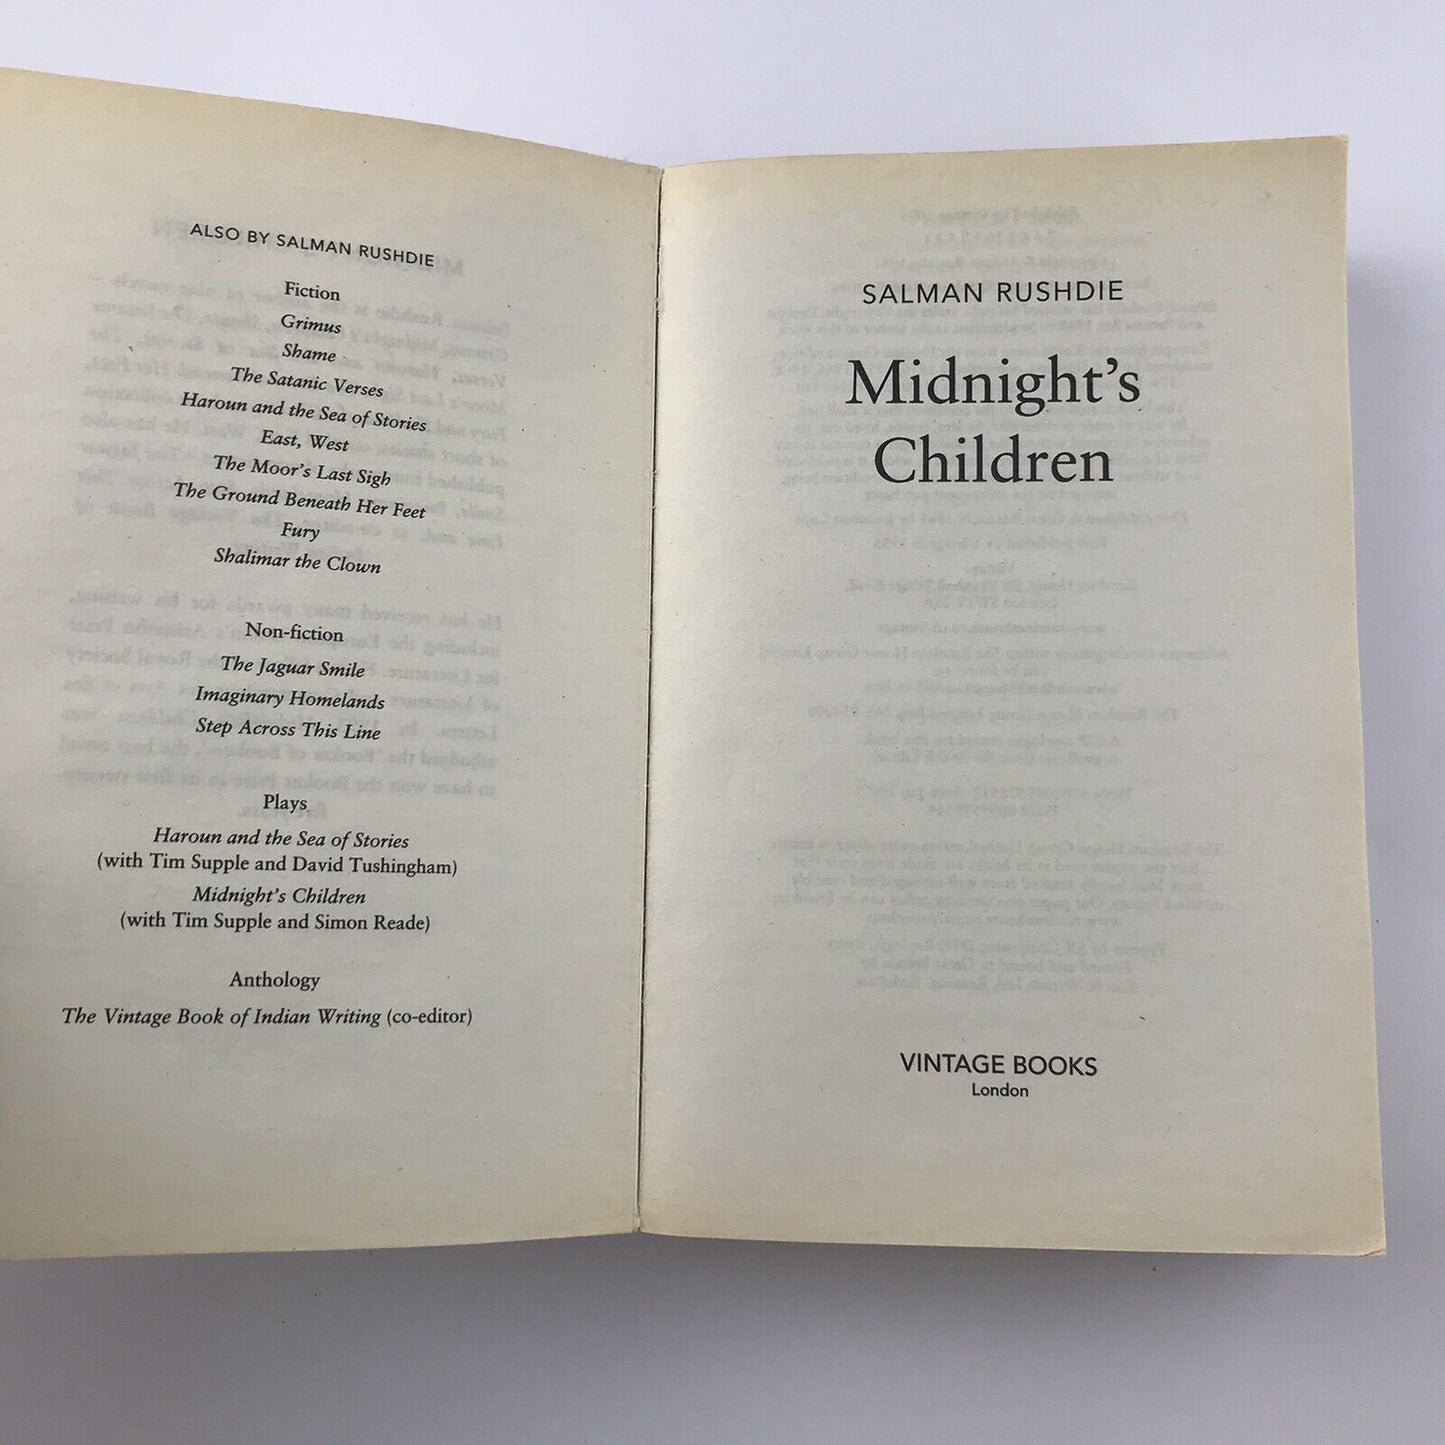 ALSO BY SALMAN RUSHDIE
Fiction
Grimus
Shame
The Satanic Verses
Haroun and the Sea of Stories
East, West
The Moor's Last Sigh
The Ground Beneath Her Feet
Fury
Shalimar the Clown
Non-fiction
The Jaguar Smile
Imaginary Homelands
Step Across This Line
Plays
Haroun and the Sea of Stories
(with Tim Supple and David Tushingham)
Midnight's Children
(with Tim Supple and Simon Reade)
Anthology
The Vintage Book of Indian Writing (co-editor)
SALMAN RUSHDIE
Midnight's
Children
VINTAGE BOOKS
London